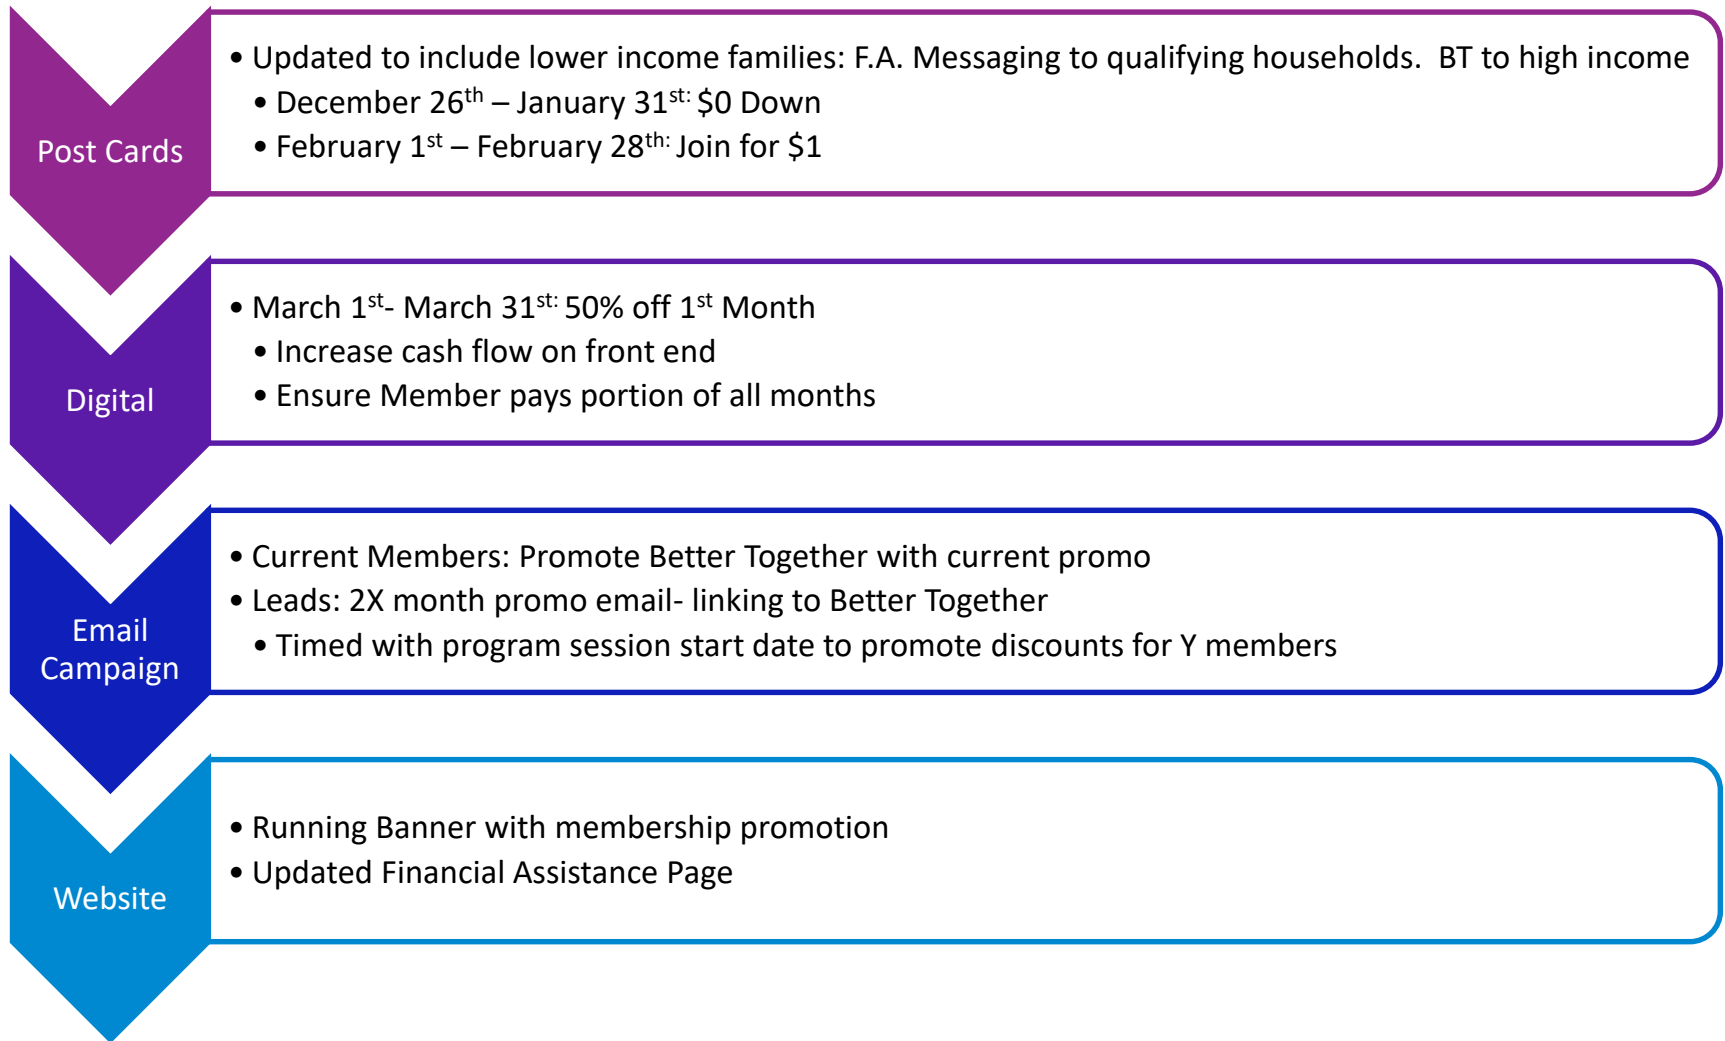 Post Cards
• Updated to include lower income families: F.A. Messaging to qualifying households.  BT to high income
• December 26th – January 31st: $0 Down
• February 1st – February 28th: Join for $1
Digital
• March 1st- March 31st: 50% off 1st Month
• Increase cash flow on front end
• Ensure Member pays portion of all months
Email
Campaign
• Current Members: Promote Better Together with current promo
• Leads: 2X month promo email- linking to Better Together
• Timed with program session start date to promote discounts for Y members
Website
• Running Banner with membership promotion
• Updated Financial Assistance Page